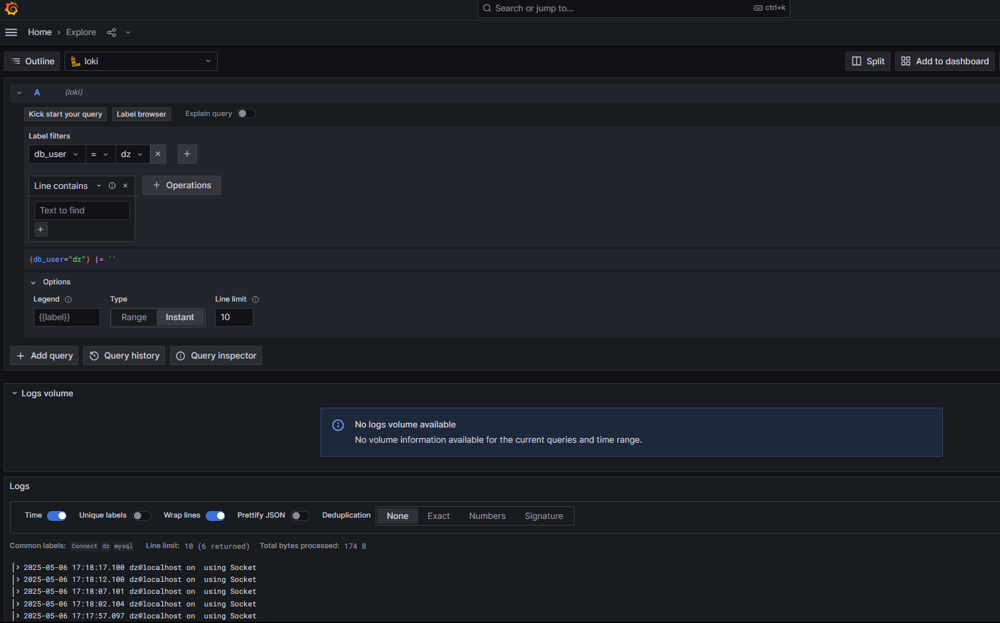 Search or jump to...
ctrl+k
Home › Explore
Outline
loki
Split
Add to dashboard
A
(loki)
Kick start your query
Label browser
Explain query
Label filters
db_user
=
dz
Line contains
+ Operations
Text to find
+
{db_user="dz"} |= ``
Options
Legend
Type
Line limit
{{label}}
Range
Instant
10
+ Add query
Query history
Query inspector
Logs volume
No logs volume available
No volume information available for the current queries and time range.
Logs
Time
Unique labels
Wrap lines
Prettify JSON
Deduplication
None
Exact
Numbers
Signature
Common labels: Connect dz mysql Line limit: 10 (6 returned) Total bytes processed: 174 B
> 2025-05-06 17:18:17.100 dz@localhost on  using Socket
> 2025-05-06 17:18:12.100 dz@localhost on  using Socket
> 2025-05-06 17:18:07.101 dz@localhost on  using Socket
> 2025-05-06 17:18:02.104 dz@localhost on  using Socket
> 2025-05-06 17:17:57.097 dz@localhost on  using Socket